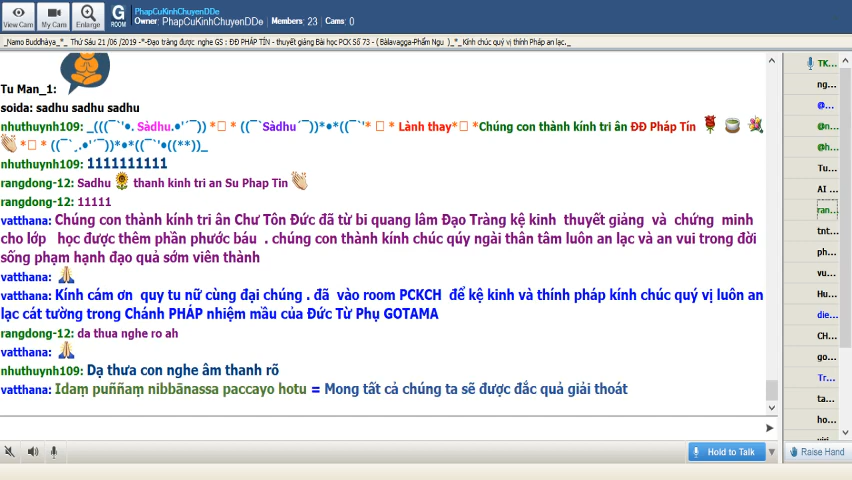 PhapCuKinhChuyenDDe
Owner: PhapCuKinhChuyenDDe | Members: 23 | Cams: 0
View Cam
My Cam
Enlarge
G
ROOM
_Namo Buddhàya_*_ Thứ Sáu 21 /06 /2019 -*-Đạo tràng được nghe GS : ĐĐ PHÁP TÍN - thuyết giảng Bài học PCK Số 73 - ( Bàlavagga-Phẩm Ngu )_*_Kính chúc quý vị thính Pháp an lạc._
Tu Man_1:
soida: sadhu sadhu sadhu
nhuthuynh109: _(((¯`'•. Sàdhu.•'´¯)) *▯ * ((¯`Sàdhu´¯))*•*((¯`'* ▯ * Lành thay*▯ *Chúng con thành kính tri ân ĐĐ Pháp Tín
*▯ * ((¯´¸.•'´¯))*•*((¯`'•((**))_
nhuthuynh109: 1111111111
rangdong-12: Sadhu thanh kinh tri an Su Phap Tin
rangdong-12: 11111
vatthana: Chúng con thành kính tri ân Chư Tôn Đức đã từ bi quang lâm Đạo Tràng kệ kinh thuyết giảng và chứng minh
cho lớp học được thêm phần phước báu . chúng con thành kính chúc qúy ngài thân tâm luôn an lạc và an vui trong đời
sống phạm hạnh đạo quả sớm viên thành
vatthana:
vatthana: Kính cám ơn quy tu nữ cùng đại chúng . đã vào room PCKCH để kệ kinh và thính pháp kính chúc quý vị luôn an
lạc cát tường trong Chánh PHÁP nhiệm mầu của Đức Từ Phụ GOTAMA
rangdong-12: da thua nghe ro ah
vatthana:
nhuthuynh109: Dạ thưa con nghe âm thanh rõ
vatthana: Idaṃ puññaṃ nibbānassa paccayo hotu = Mong tất cả chúng ta sẽ được đắc quả giải thoát
TK...
ng...
@...
@n...
@h...
Tu...
AI ...
ran...
tnt...
ph...
vu...
Hu...
die...
CH...
go...
Tr...
ta...
ho...
Hold to Talk
Raise Hand